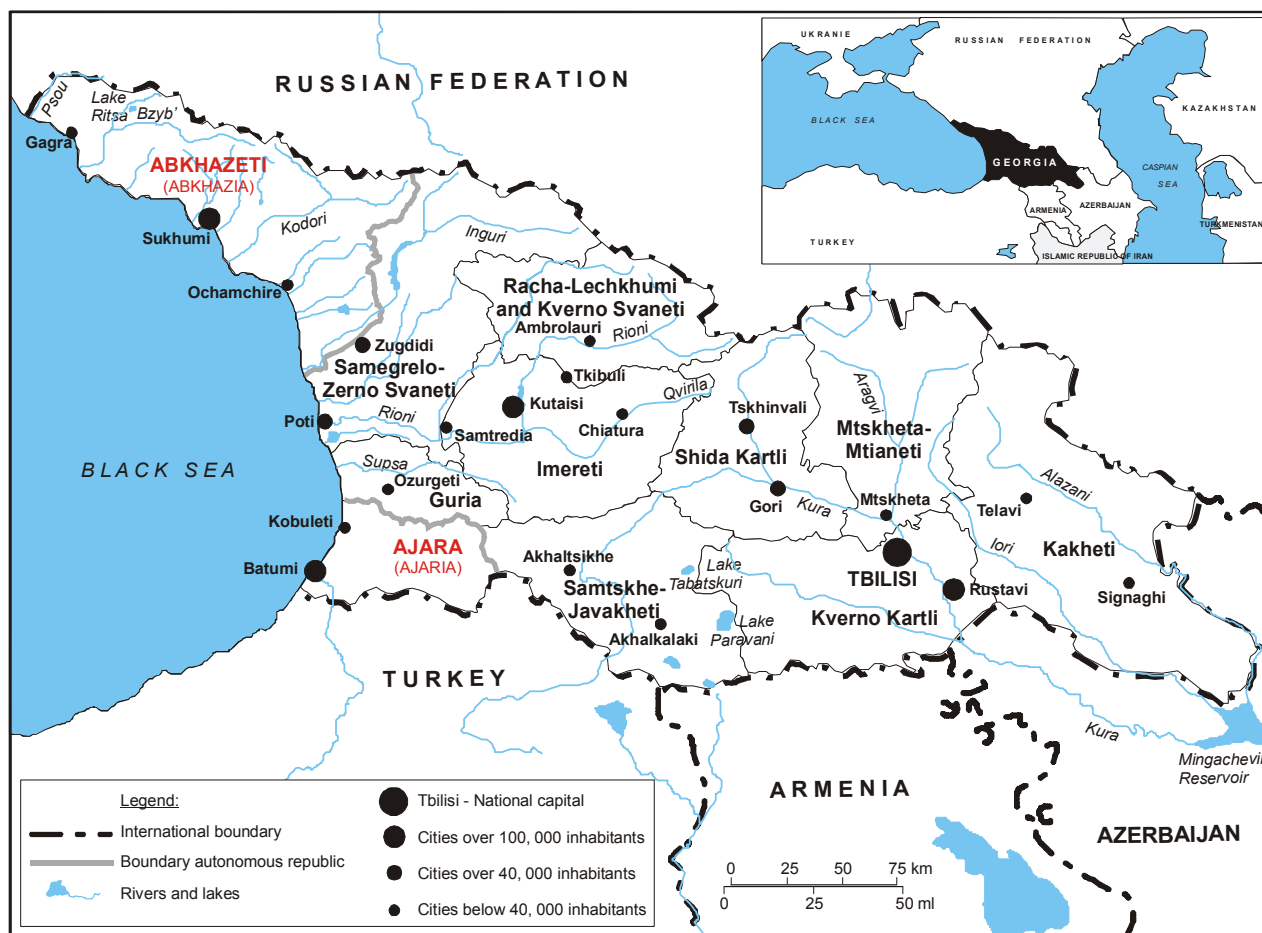 RUSSIAN FEDERATION
Psou
Lake
Ritsa
Bzyb'
Gagra
ABKHAZETI
(ABKHAZIA)
Sukhumi
Kodori
Inguri
Ochamchire
Racha-Lechkhumi
and Kverno Svaneti
Ambrolauri
Rioni
Zugdidi
Samegrelo-
Zerno Svaneti
Tkibuli
Qvirila
Kutaisi
Poti
Rioni
Samtredia
Chiatura
Imereti
Tskhinvali
Shida Kartli
Aragvi
Mtskheta-
Mtianeti
BLACK SEA
Supsa
Ozurgeti
Guria
Gori
Kura
Mtskheta
Telavi
Alazani
Iori
Kakheti
Kobuleti
Batumi
AJARA
(AJARIA)
Akhaltsikhe
Lake
Tabatskuri
Samtskhe-
Javakheti
Akhalkalaki
Lake
Paravani
TBILISI
Rustavi
Kverno Kartli
Signaghi
TURKEY
Kura
Mingachevir
Reservoir
ARMENIA
AZERBAIJAN
UKRANIE
RUSSIAN FEDERATION
KAZAKHSTAN
BLACK SEA
GEORGIA
CASPIAN
SEA
ARMENIA
AZERBAIJAN
TURKMENISTAN
TURKEY
ISLAMIC REPUBLIC OF IRAN
Legend:
International boundary
Boundary autonomous republic
Rivers and lakes
Tbilisi - National capital
Cities over 100, 000 inhabitants
Cities over 40, 000 inhabitants
Cities below 40, 000 inhabitants
0 25 50 75 km
0 25 50 ml